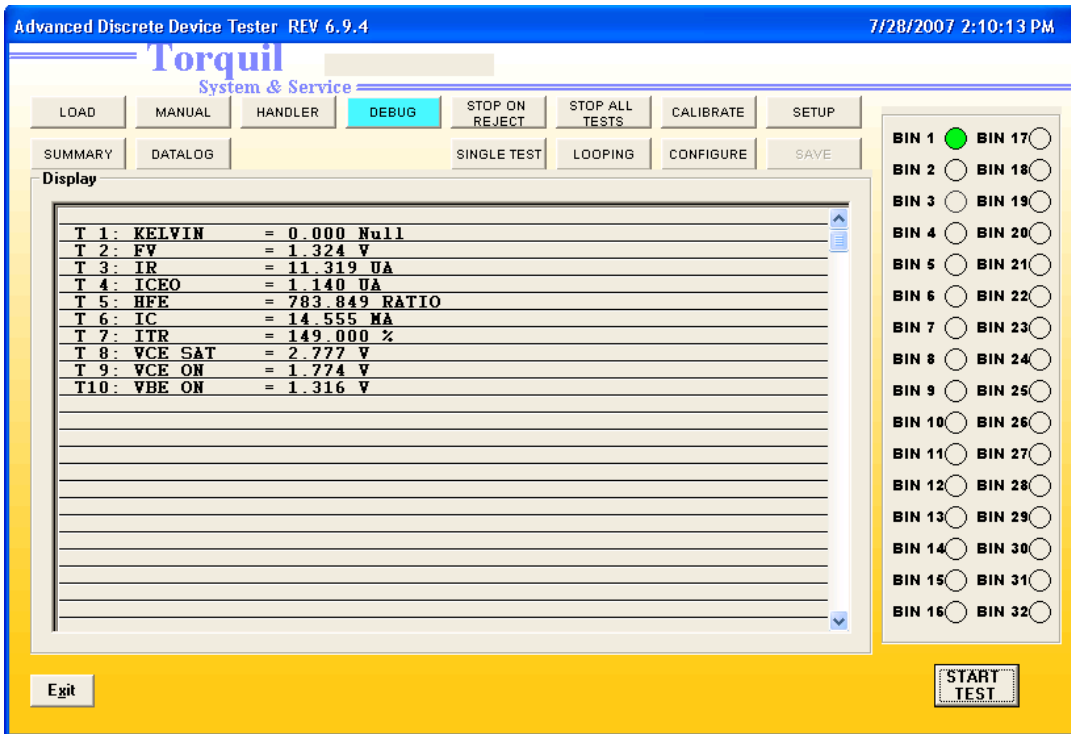 Advanced Discrete Device Tester REV 6.9.4 7/28/2007 2:10:13 PM
Torquil
System & Service
LOAD MANUAL HANDLER DEBUG STOP ON REJECT STOP ALL TESTS CALIBRATE SETUP
SUMMARY DATALOG SINGLE TEST LOOPING CONFIGURE SAVE
Display
T 1: KELVIN = 0.000 Null
T 2: FV = 1.324 V
T 3: IR = 11.319 UA
T 4: ICEO = 1.140 UA
T 5: HFE = 783.849 RATIO
T 6: IC = 14.555 MA
T 7: ITR = 149.000 %
T 8: VCE SAT = 2.777 V
T 9: VCE ON = 1.774 V
T10: VBE ON = 1.316 V
BIN 1 BIN 17
BIN 2 BIN 18
BIN 3 BIN 19
BIN 4 BIN 20
BIN 5 BIN 21
BIN 6 BIN 22
BIN 7 BIN 23
BIN 8 BIN 24
BIN 9 BIN 25
BIN 10 BIN 26
BIN 11 BIN 27
BIN 12 BIN 28
BIN 13 BIN 29
BIN 14 BIN 30
BIN 15 BIN 31
BIN 16 BIN 32
Exit
START
TEST